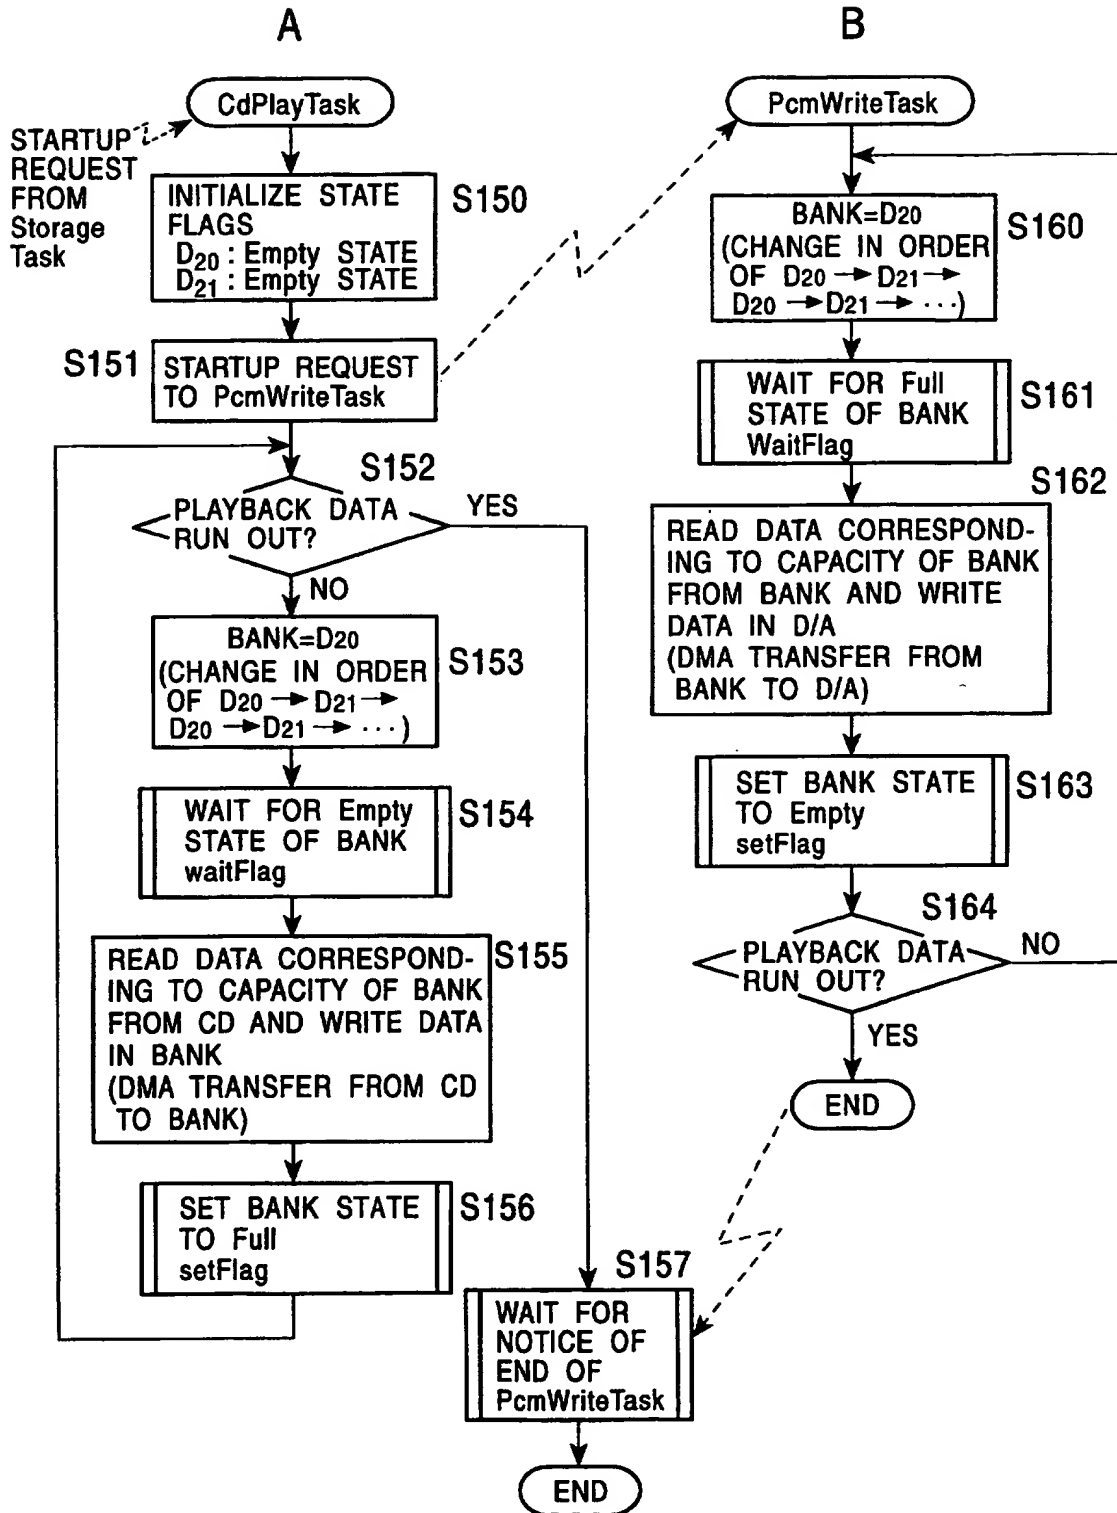 A
CdPlayTask
STARTUP
REQUEST
FROM
Storage
Task
INITIALIZE STATE
FLAGS
D20 : Empty STATE
D21 : Empty STATE
S150
S151
STARTUP REQUEST
TO PcmWriteTask
S152
PLAYBACK DATA
RUN OUT?
YES
NO
BANK=D20
(CHANGE IN ORDER
OF D20 → D21 →
D20 → D21 → ···)
S153
WAIT FOR Empty
STATE OF BANK
waitFlag
S154
READ DATA CORRESPOND-
ING TO CAPACITY OF BANK
FROM CD AND WRITE DATA
IN BANK
(DMA TRANSFER FROM CD
TO BANK)
S155
SET BANK STATE
TO Full
setFlag
S156
S157
WAIT FOR
NOTICE OF
END OF
PcmWriteTask
END
B
PcmWriteTask
BANK=D20
(CHANGE IN ORDER
OF D20 → D21 →
D20 → D21 → ···)
S160
WAIT FOR Full
STATE OF BANK
WaitFlag
S161
S162
READ DATA CORRESPOND-
ING TO CAPACITY OF BANK
FROM BANK AND WRITE
DATA IN D/A
(DMA TRANSFER FROM
BANK TO D/A)
SET BANK STATE
TO Empty
setFlag
S163
S164
PLAYBACK DATA
RUN OUT?
NO
YES
END